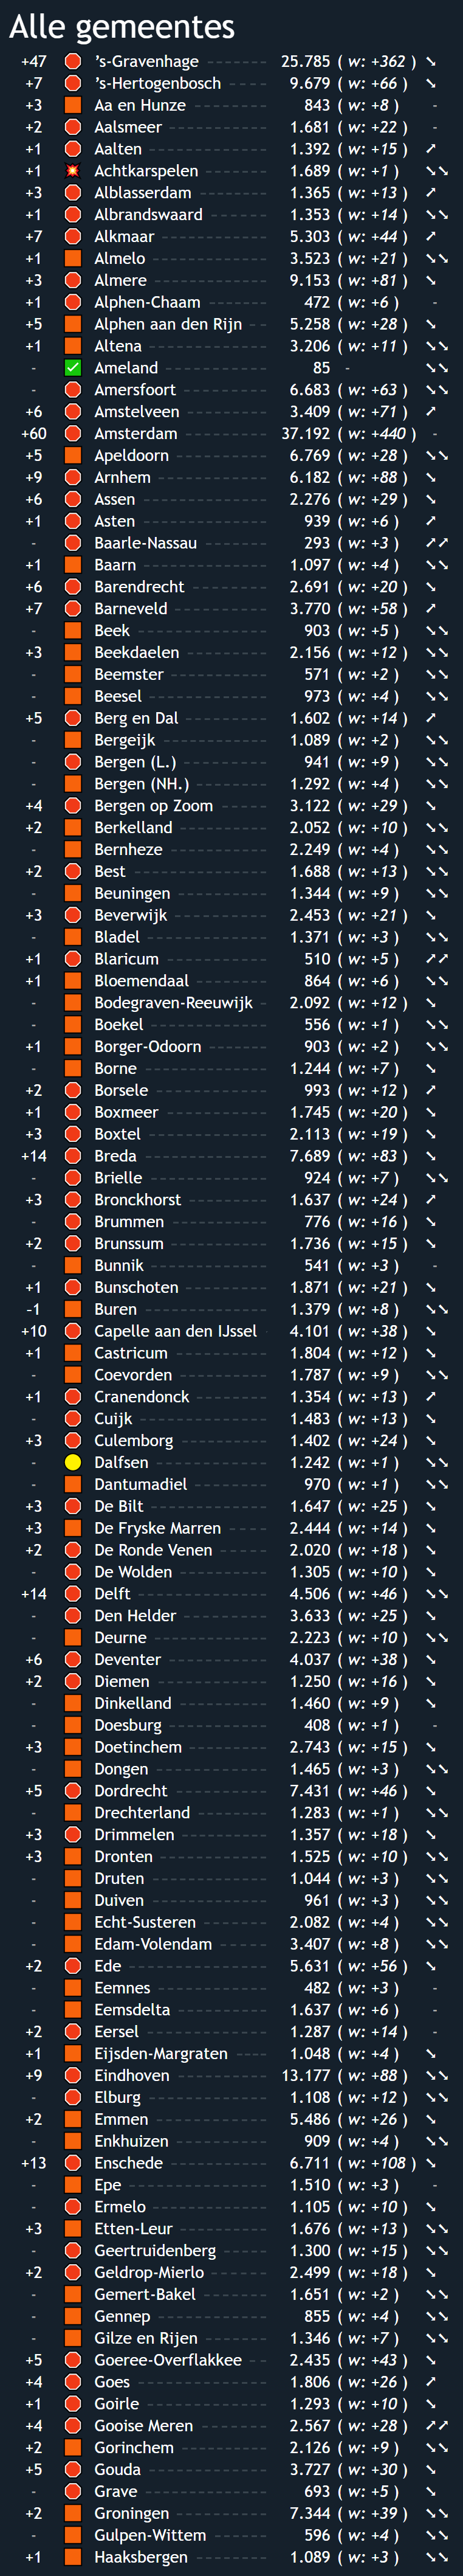 Alle gemeentes
+47 's-Gravenhage 25.785 ( w: +362 ) ↘
+7 's-Hertogenbosch 9.679 ( w: +66 ) ↘
+3 Aa en Hunze 843 ( w: +8 ) -
+2 Aalsmeer 1.681 ( w: +22 ) -
+1 Aalten 1.392 ( w: +15 ) ↗
+1 Achtkarspelen 1.689 ( w: +1 ) ↘↘
+3 Alblasserdam 1.365 ( w: +13 ) ↗
+1 Albrandswaard 1.353 ( w: +14 ) ↘↘
+7 Alkmaar 5.303 ( w: +44 ) ↗
+1 Almelo 3.523 ( w: +21 ) ↘↘
+3 Almere 9.153 ( w: +81 ) ↘
+1 Alphen-Chaam 472 ( w: +6 ) -
+5 Alphen aan den Rijn 5.258 ( w: +28 ) ↘
+1 Altena 3.206 ( w: +11 ) ↘↘
- Ameland 85 - ↘↘
- Amersfoort 6.683 ( w: +63 ) ↘↘
+6 Amstelveen 3.409 ( w: +71 ) ↗
+60 Amsterdam 37.192 ( w: +440 ) -
+5 Apeldoorn 6.769 ( w: +28 ) ↘↘
+9 Arnhem 6.182 ( w: +88 ) ↘
+6 Assen 2.276 ( w: +29 ) ↘
+1 Asten 939 ( w: +6 ) ↗
- Baarle-Nassau 293 ( w: +3 ) ↗↗
+1 Baarn 1.097 ( w: +4 ) ↘↘
+6 Barendrecht 2.691 ( w: +20 ) ↘
+7 Barneveld 3.770 ( w: +58 ) ↗
- Beek 903 ( w: +5 ) ↘↘
+3 Beekdaelen 2.156 ( w: +12 ) ↘↘
- Beemster 571 ( w: +2 ) ↘↘
- Beesel 973 ( w: +4 ) ↘↘
+5 Berg en Dal 1.602 ( w: +14 ) ↗
- Bergeijk 1.089 ( w: +2 ) ↘↘
- Bergen (L.) 941 ( w: +9 ) ↘↘
- Bergen (NH.) 1.292 ( w: +4 ) ↘↘
+4 Bergen op Zoom 3.122 ( w: +29 ) ↘
+2 Berkelland 2.052 ( w: +10 ) ↘↘
- Bernheze 2.249 ( w: +4 ) ↘↘
+2 Best 1.688 ( w: +13 ) ↘↘
- Beuningen 1.344 ( w: +9 ) ↘↘
+3 Beverwijk 2.453 ( w: +21 ) ↘
- Bladel 1.371 ( w: +3 ) ↘↘
+1 Blaricum 510 ( w: +5 ) ↗↗
+1 Bloemendaal 864 ( w: +6 ) ↘↘
- Bodegraven-Reeuwijk 2.092 ( w: +12 ) ↘
- Boekel 556 ( w: +1 ) ↘↘
+1 Borger-Odoorn 903 ( w: +2 ) ↘↘
- Borne 1.244 ( w: +7 ) ↘
+2 Borsele 993 ( w: +12 ) ↗
+1 Boxmeer 1.745 ( w: +20 ) ↘
+3 Boxtel 2.113 ( w: +19 ) ↘
+14 Breda 7.689 ( w: +83 ) ↘
- Brielle 924 ( w: +7 ) ↘↘
+3 Bronckhorst 1.637 ( w: +24 ) ↗
- Brummen 776 ( w: +16 ) ↘
+2 Brunssum 1.736 ( w: +15 ) ↘
- Bunnik 541 ( w: +3 ) -
+1 Bunschoten 1.871 ( w: +21 ) ↘
-1 Buren 1.379 ( w: +8 ) ↘↘
+10 Capelle aan den IJssel 4.101 ( w: +38 ) ↘
+1 Castricum 1.804 ( w: +12 ) ↘
- Coevorden 1.787 ( w: +9 ) ↘↘
+1 Cranendonck 1.354 ( w: +13 ) ↗
- Cuijk 1.483 ( w: +13 ) ↘
+3 Culemborg 1.402 ( w: +24 ) ↘
- Dalfsen 1.242 ( w: +1 ) ↘↘
- Dantumadiel 970 ( w: +1 ) ↘↘
+3 De Bilt 1.647 ( w: +25 ) ↘
+3 De Fryske Marren 2.444 ( w: +14 ) ↘
+2 De Ronde Venen 2.020 ( w: +18 ) ↘
- De Wolden 1.305 ( w: +10 ) ↘
+14 Delft 4.506 ( w: +46 ) ↘↘
- Den Helder 3.633 ( w: +25 ) ↘
- Deurne 2.223 ( w: +10 ) ↘↘
+6 Deventer 4.037 ( w: +38 ) ↘
+2 Diemen 1.250 ( w: +16 ) ↘
- Dinkelland 1.460 ( w: +9 ) ↘
- Doesburg 408 ( w: +1 ) -
+3 Doetinchem 2.743 ( w: +15 ) ↘
- Dongen 1.465 ( w: +3 ) ↘↘
+5 Dordrecht 7.431 ( w: +46 ) ↘
- Drechterland 1.283 ( w: +1 ) ↘↘
+3 Drimmelen 1.357 ( w: +18 ) ↘
+3 Dronten 1.525 ( w: +10 ) ↘↘
- Druten 1.044 ( w: +3 ) ↘↘
- Duiven 961 ( w: +3 ) ↘↘
- Echt-Susteren 2.082 ( w: +4 ) ↘↘
- Edam-Volendam 3.407 ( w: +8 ) ↘↘
+2 Ede 5.631 ( w: +56 ) ↘
- Eemnes 482 ( w: +3 ) -
- Eemsdelta 1.637 ( w: +6 ) -
+2 Eersel 1.287 ( w: +14 ) -
+1 Eijsden-Margraten 1.048 ( w: +4 ) ↘
+9 Eindhoven 13.177 ( w: +88 ) ↘↘
- Elburg 1.108 ( w: +12 ) ↘↘
+2 Emmen 5.486 ( w: +26 ) ↘
- Enkhuizen 909 ( w: +4 ) ↘↘
+13 Enschede 6.711 ( w: +108 ) ↘
- Epe 1.510 ( w: +3 ) -
- Ermelo 1.105 ( w: +10 ) ↘
+3 Etten-Leur 1.676 ( w: +13 ) ↘↘
- Geertruidenberg 1.300 ( w: +15 ) ↘↘
+2 Geldrop-Mierlo 2.499 ( w: +18 ) ↘
- Gemert-Bakel 1.651 ( w: +2 ) ↘↘
- Gennep 855 ( w: +4 ) ↘↘
- Gilze en Rijen 1.346 ( w: +7 ) ↘↘
+5 Goeree-Overflakkee 2.435 ( w: +43 ) ↘
+4 Goes 1.806 ( w: +26 ) ↗
+1 Goirle 1.293 ( w: +10 ) ↘
+4 Gooise Meren 2.567 ( w: +28 ) ↗↗
+2 Gorinchem 2.126 ( w: +9 ) ↘↘
+5 Gouda 3.727 ( w: +30 ) ↘
- Grave 693 ( w: +5 ) ↘
+2 Groningen 7.344 ( w: +39 ) ↘↘
- Gulpen-Wittem 596 ( w: +4 ) ↘↘
+1 Haaksbergen 1.089 ( w: +3 ) ↘↘